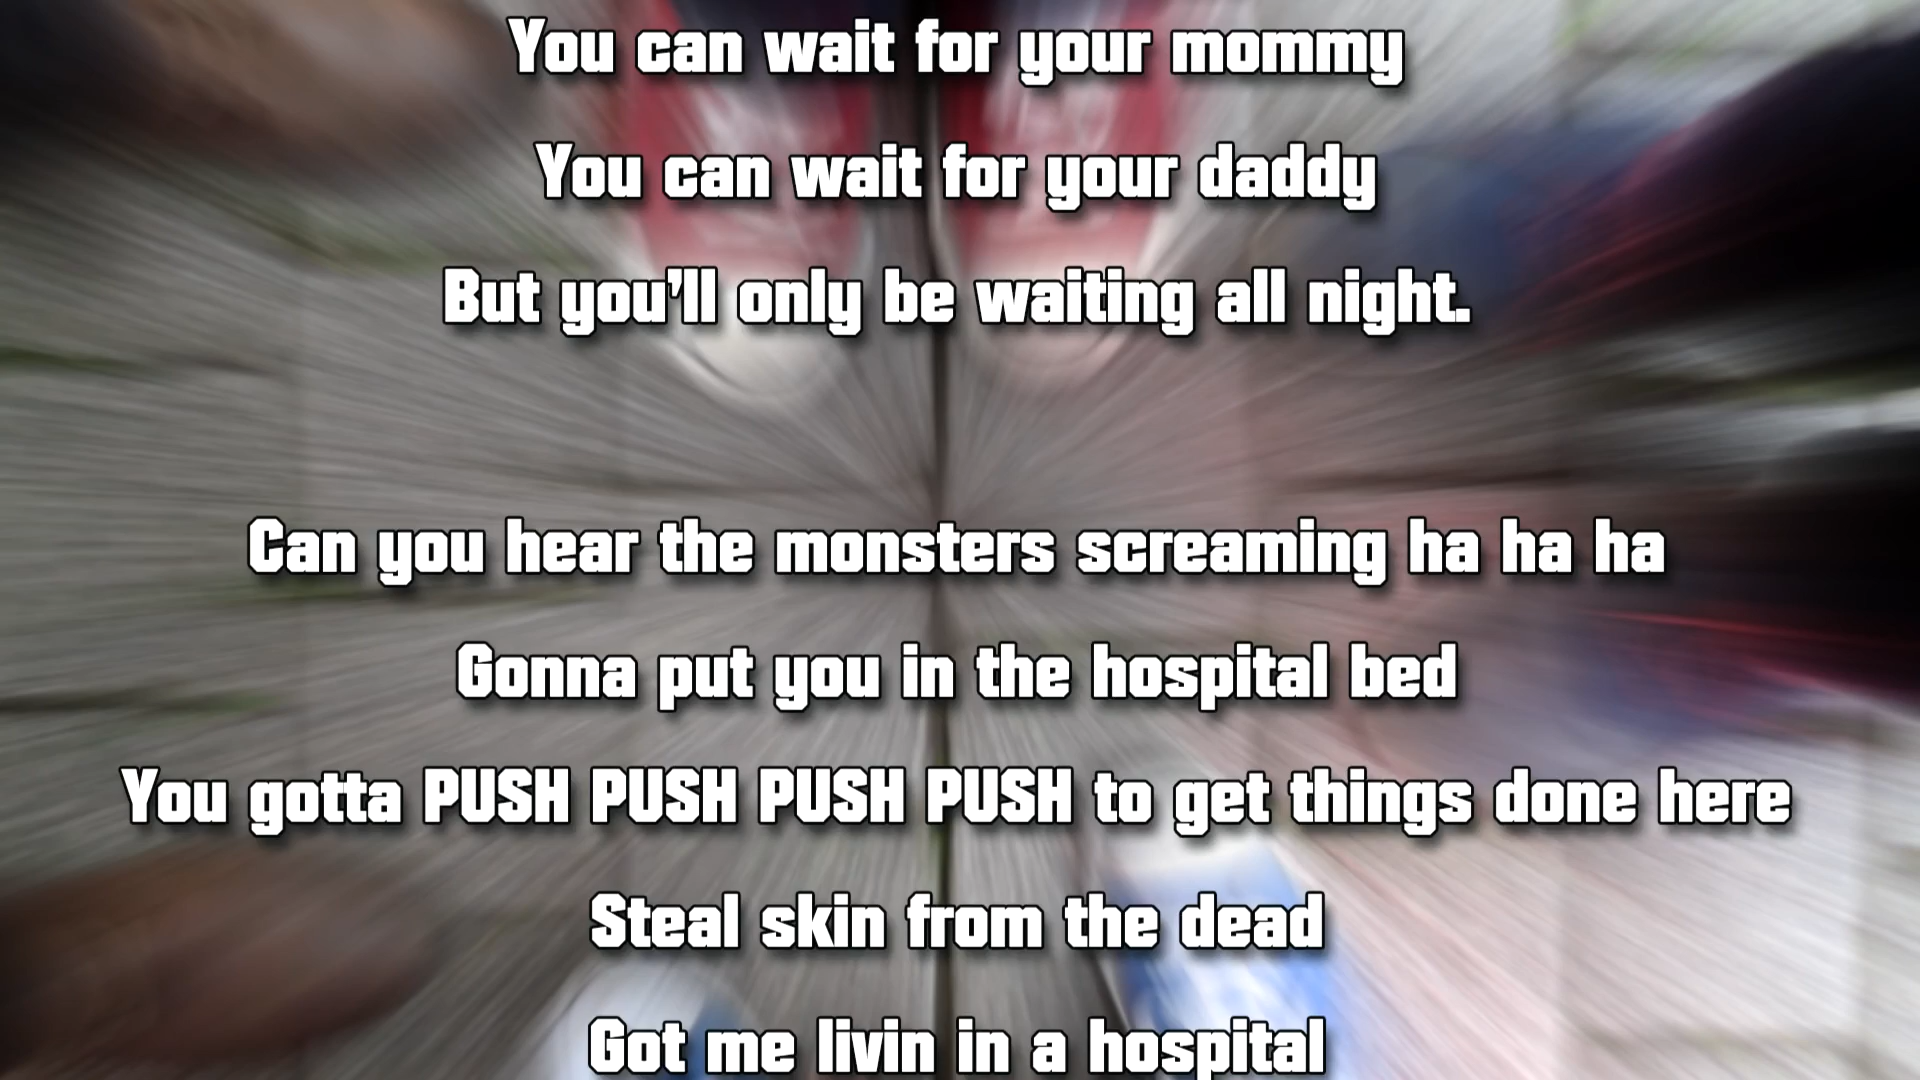 You can wait for your mommy
You can wait for your daddy
But you'll only be waiting all night.
Can you hear the monsters screaming ha ha ha
Gonna put you in the hospital bed
You gotta PUSH PUSH PUSH PUSH to get things done here
Steal skin from the dead
Got me livin in a hospital